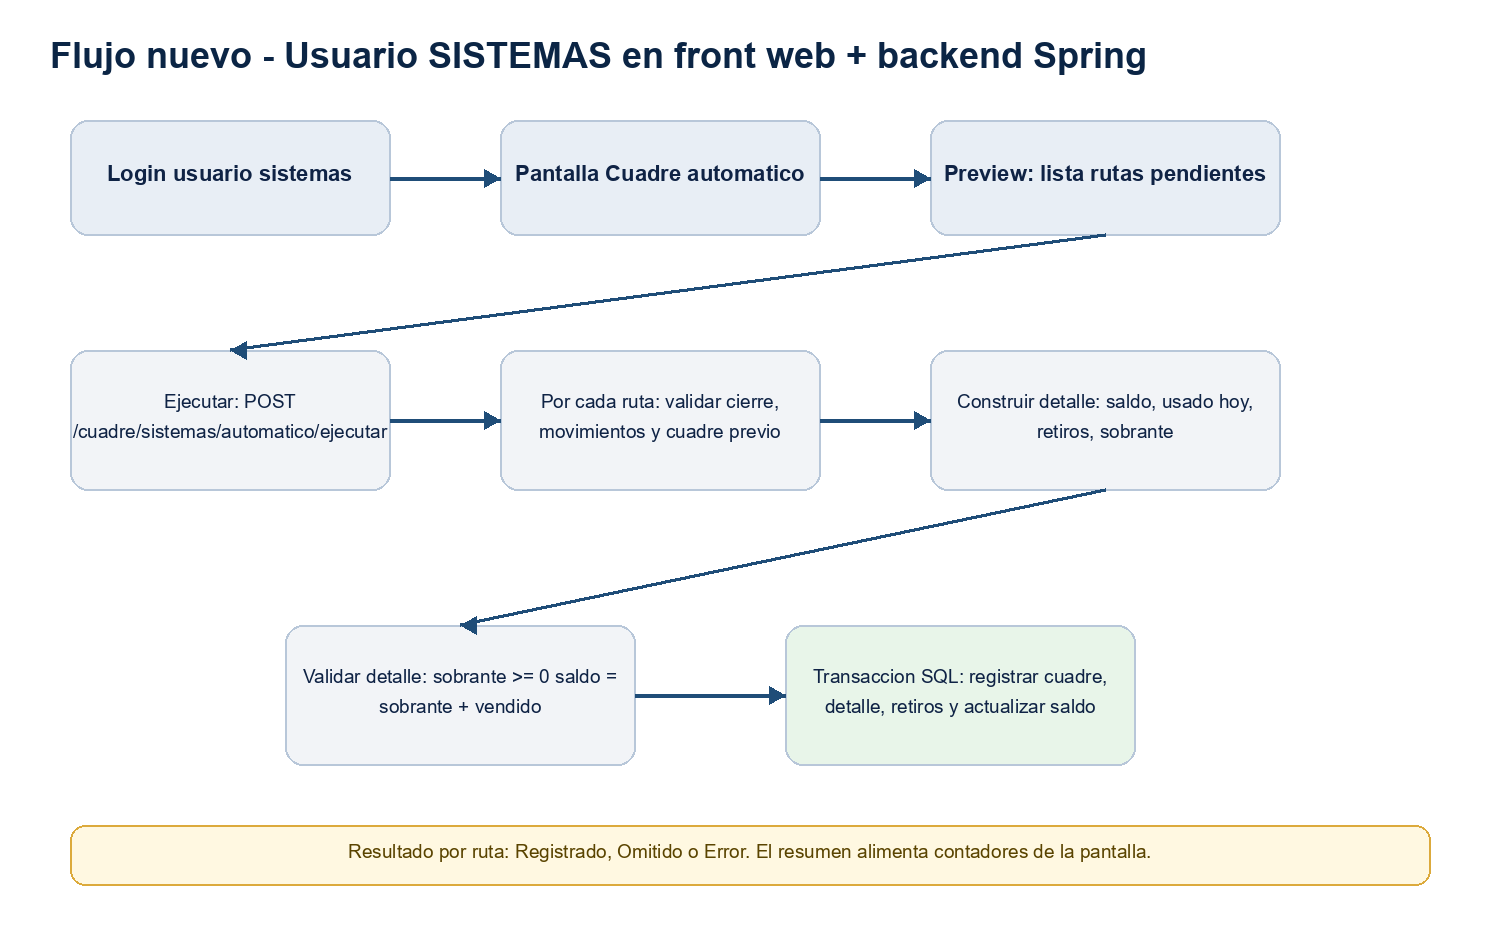 Flujo nuevo - Usuario SISTEMAS en front web + backend Spring
Login usuario sistemas
Pantalla Cuadre automatico
Preview: lista rutas pendientes
Ejecutar: POST
/cuadre/sistemas/automatico/ejecutar
Por cada ruta: validar cierre,
movimientos y cuadre previo
Construir detalle: saldo, usado hoy,
retiros, sobrante
Validar detalle: sobrante >= 0 saldo =
sobrante + vendido
Transaccion SQL: registrar cuadre,
detalle, retiros y actualizar saldo
Resultado por ruta: Registrado, Omitido o Error. El resumen alimenta contadores de la pantalla.